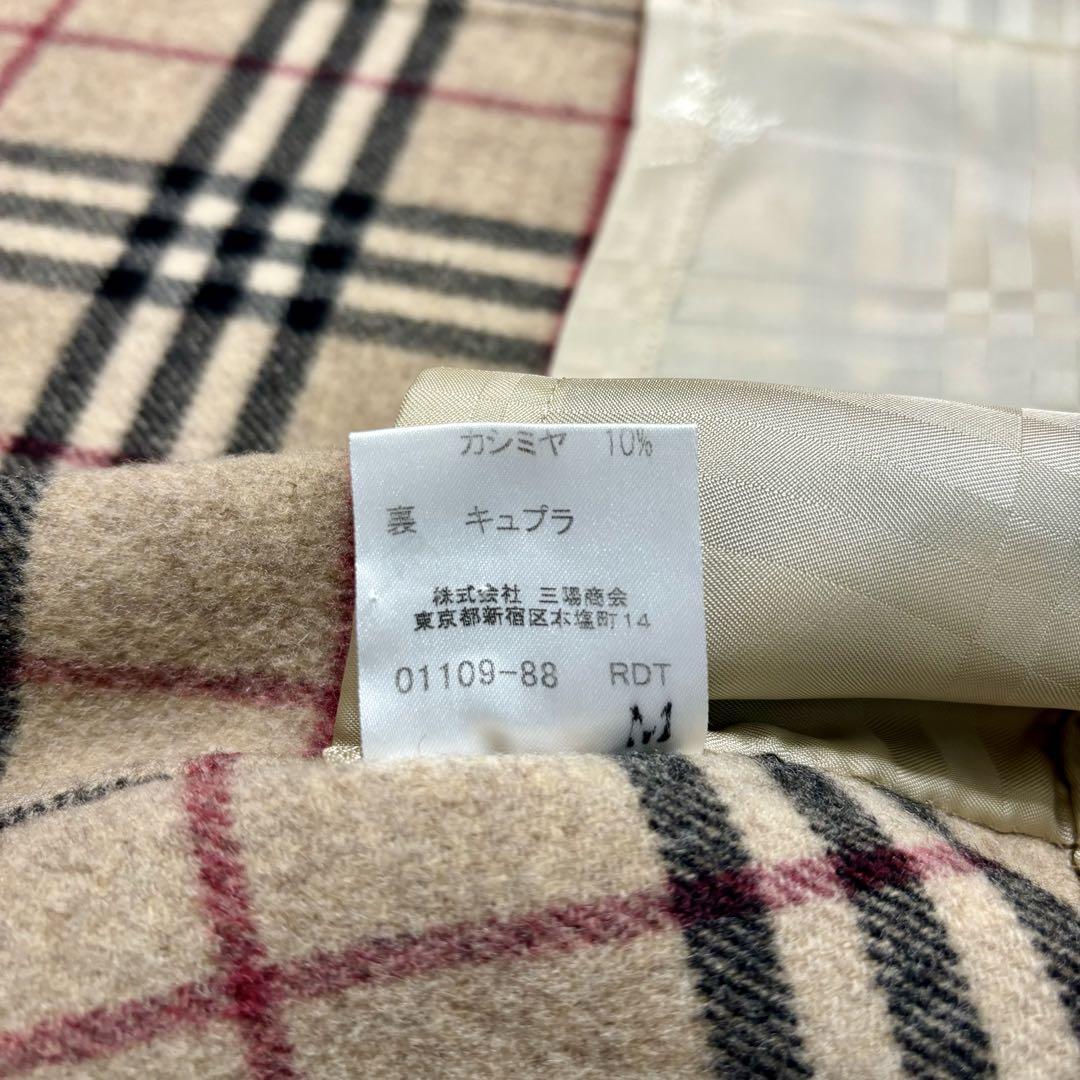 カシミヤ 10%
裏 キュプラ
株式会社 三陽商会
東京都新宿区本塩町14
01109-88 RDT
M